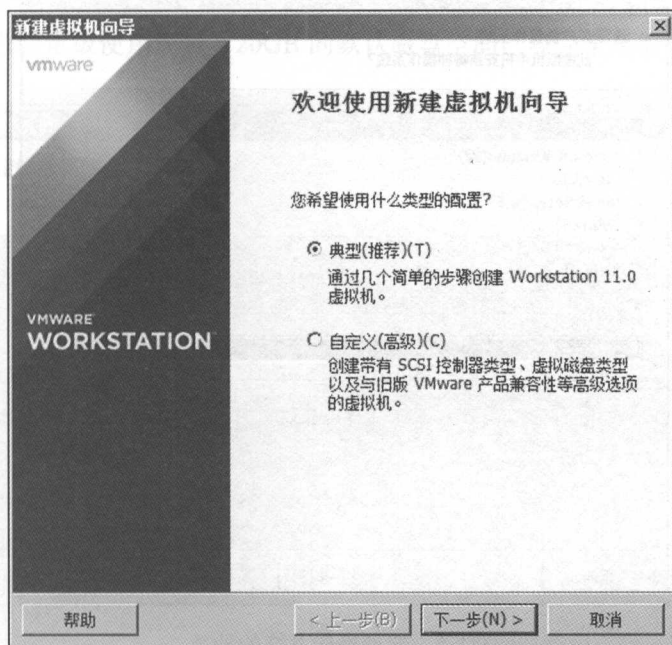 新建虚拟机向导
vmware
欢迎使用新建虚拟机向导
您希望使用什么类型的配置?
典型(推荐)(T)
通过几个简单的步骤创建 Workstation 11.0
虚拟机。
VMWARE
WORKSTATION
自定义(高级)(C)
创建带有 SCSI 控制器类型、虚拟磁盘类型
以及与旧版 VMware 产品兼容性等高级选项
的虚拟机。
帮助
< 上一步(B)
下一步(N) >
取消